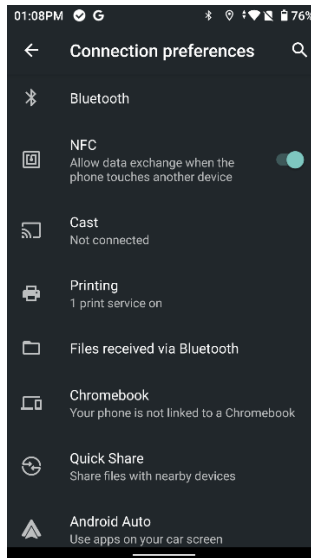 01:08PM G 76%
Connection preferences
Bluetooth
NFC
Allow data exchange when the
phone touches another device
Cast
Not connected
Printing
1 print service on
Files received via Bluetooth
Chromebook
Your phone is not linked to a Chromebook
Quick Share
Share files with nearby devices
Android Auto
Use apps on your car screen